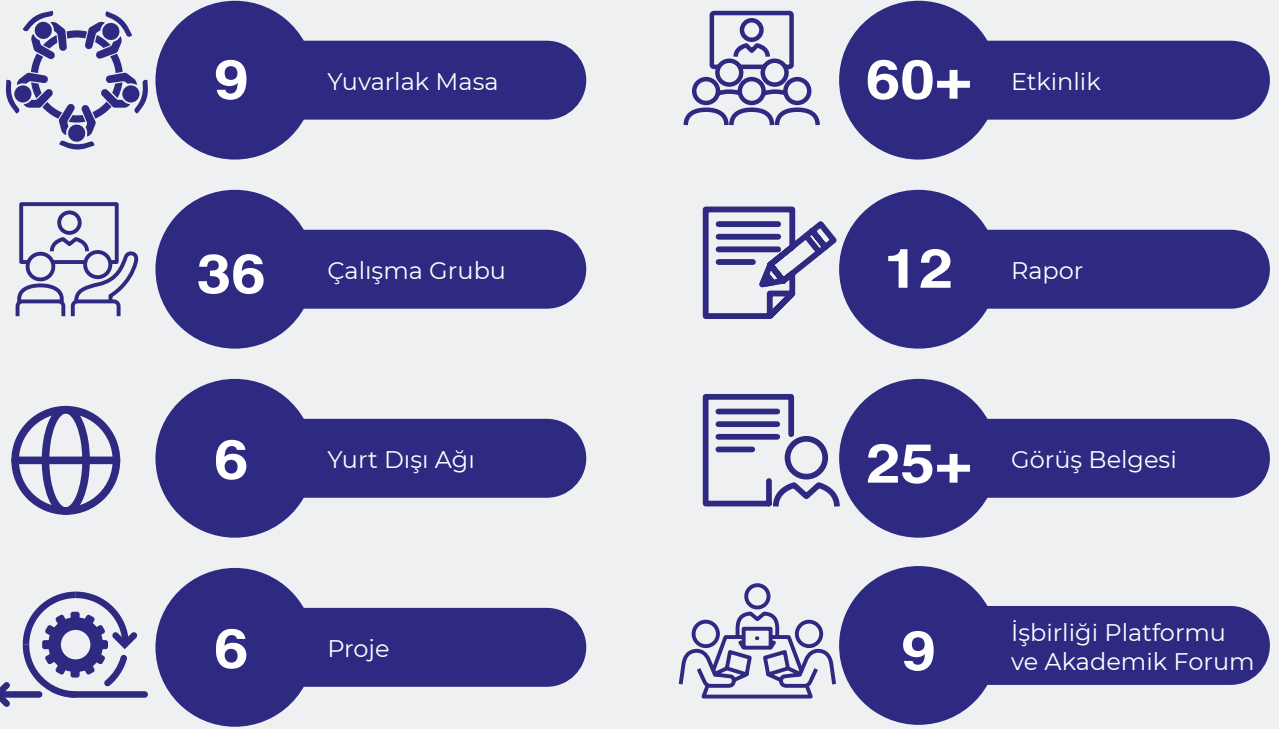 9 Yuvarlak Masa
60+ Etkinlik
36 Çalışma Grubu
12 Rapor
6 Yurt Dışı Ağı
25+ Görüş Belgesi
6 Proje
9 İşbirliği Platformu
ve Akademik Forum